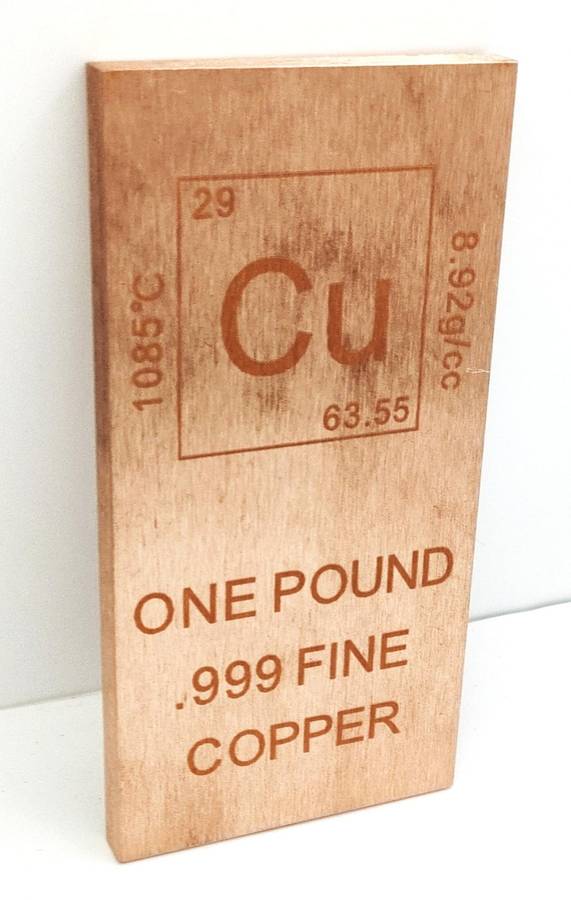 29
Cu
63.55
1085°C
8.92g/cc
ONE POUND
.999 FINE
COPPER